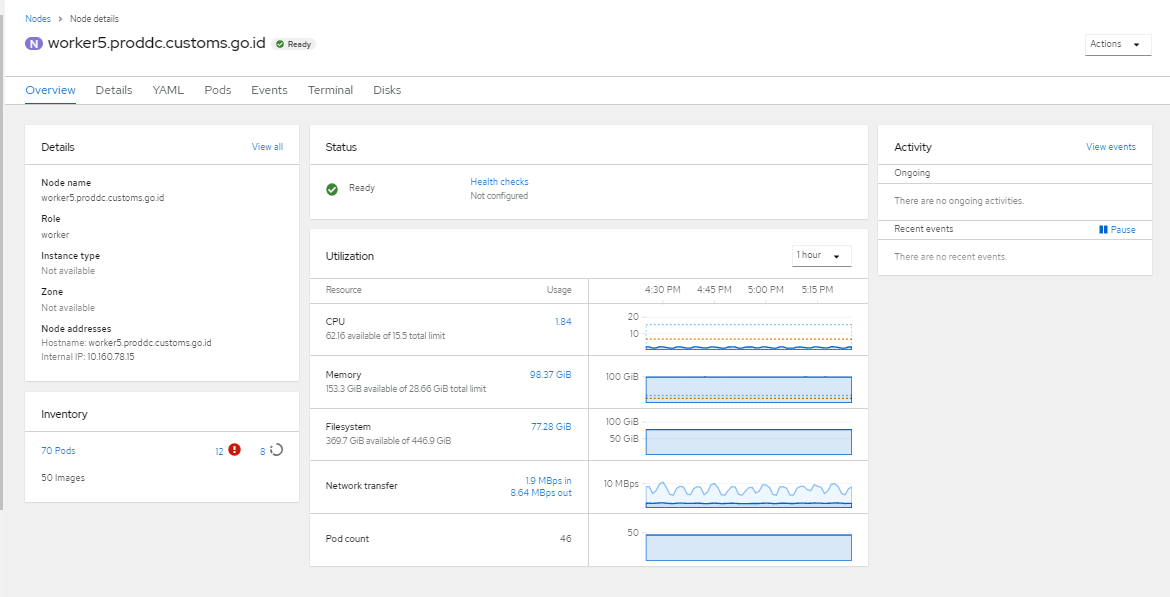 Nodes > Node details
N worker5.proddc.customs.go.id Ready
Actions
Overview Details YAML Pods Events Terminal Disks
Details View all
Node name
worker5.proddc.customs.go.id
Role
worker
Instance type
Not available
Zone
Not available
Node addresses
Hostname: worker5.proddc.customs.go.id
Internal IP: 10.160.78.15
Inventory
70 Pods 12 8
50 Images
Status
Ready
Health checks
Not configured
Utilization 1 hour
Resource Usage 4:30 PM 4:45 PM 5:00 PM 5:15 PM
CPU 1.84
62.16 available of 15.5 total limit
20
10
Memory 98.37 GiB
153.3 GiB available of 28.66 GiB total limit
100 GiB
Filesystem 77.28 GiB
369.7 GiB available of 446.9 GiB
100 GiB
50 GiB
Network transfer
1.9 MBps in
8.64 MBps out
10 MBps
Pod count 46
50
Activity View events
Ongoing
There are no ongoing activities.
Recent events Pause
There are no recent events.